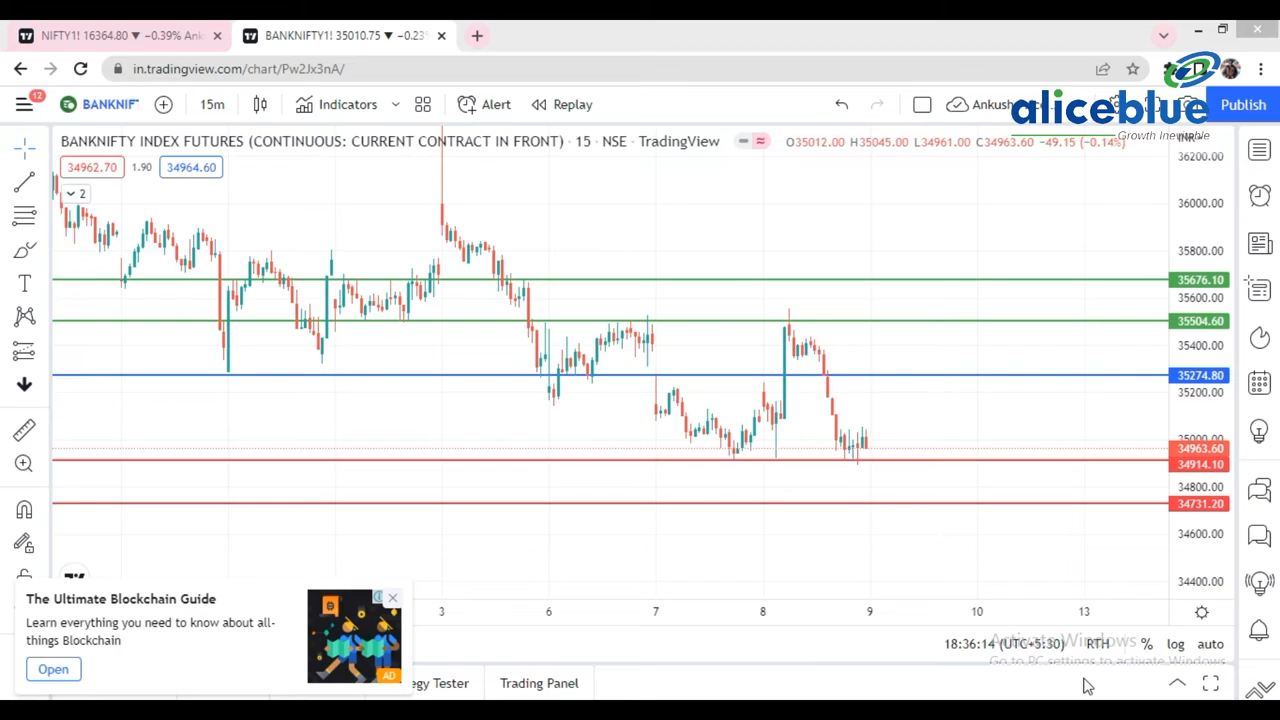 NIFTY1! 16364.80 ▼ −0.39% Ank
BANKNIFTY1! 35010.75 ▼ −0.23%
in.tradingview.com/chart/Pw2Jx3nA/
12
BANKNIF
15m
Indicators
Alert
Replay
Ankush
Publish
aliceblue
Growth Inevitable
BANKNIFTY INDEX FUTURES (CONTINUOUS: CURRENT CONTRACT IN FRONT) · 15 · NSE · TradingView
O35012.00 H35045.00 L34961.00 C34963.60 −49.15 (−0.14%)
INR
34962.70
1.90
34964.60
2
36200.00
36000.00
35800.00
35676.10
35600.00
35504.60
35400.00
35274.80
35200.00
35000.00
34963.60
34914.10
34800.00
34731.20
34600.00
34400.00
3
6
7
8
9
10
13
The Ultimate Blockchain Guide
Learn everything you need to know about all-
things Blockchain
Open
AD
18:36:14 (UTC+5:30)
RTH
%
log
auto
Activate Windows
Go to PC settings to activate Windows.
gy Tester
Trading Panel